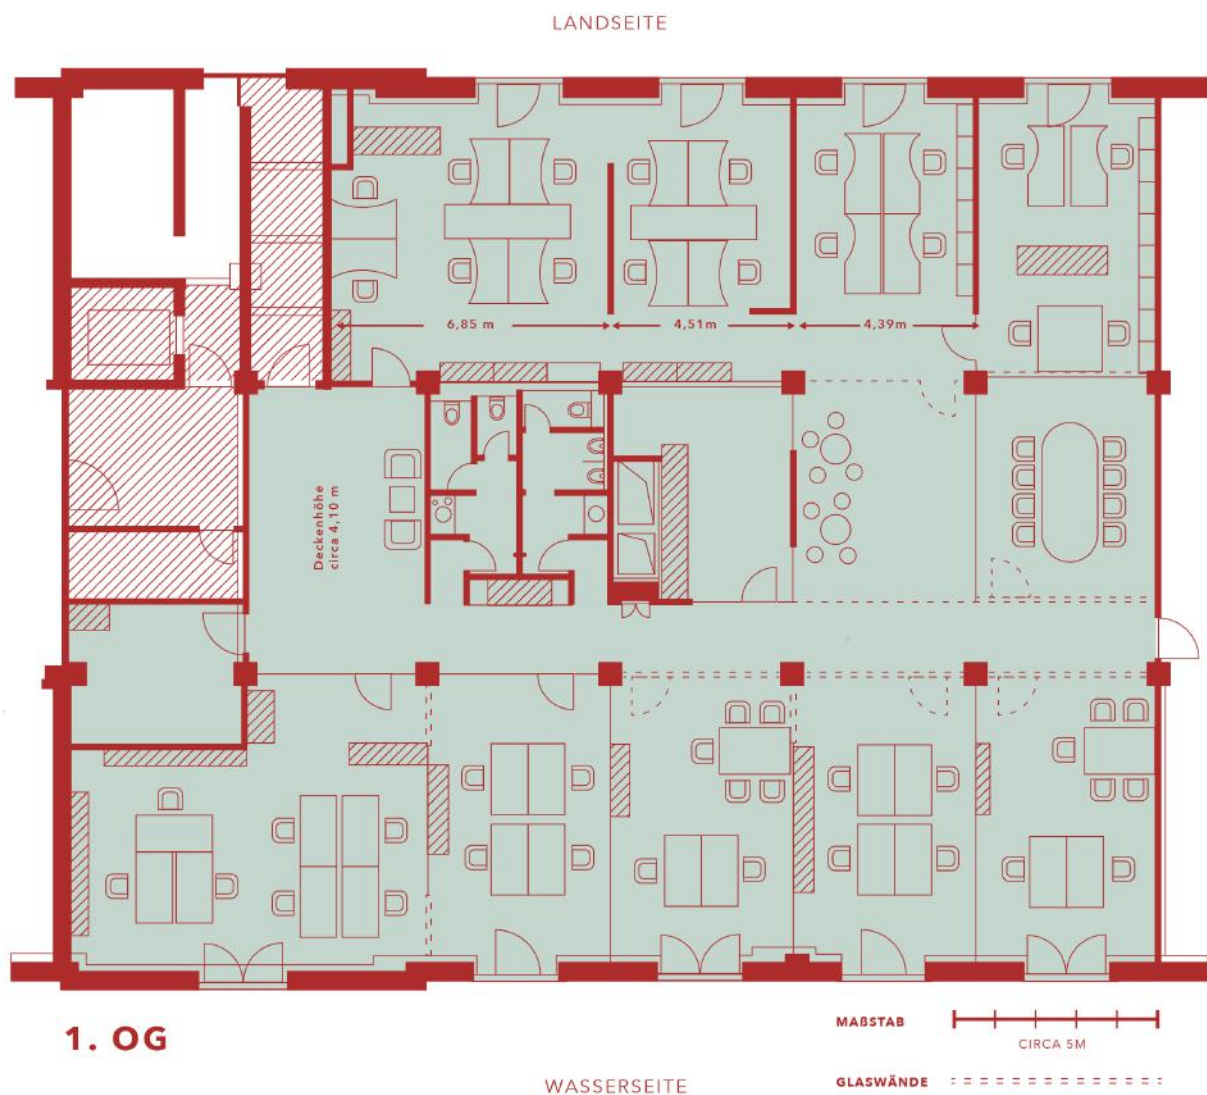 LANDSEITE
6,85 m
4,51m
4,39m
Deckenhöhe
circa 4,10 m
1. OG
MAßSTAB
CIRCA 5M
WASSERSEITE
GLASWÄNDE